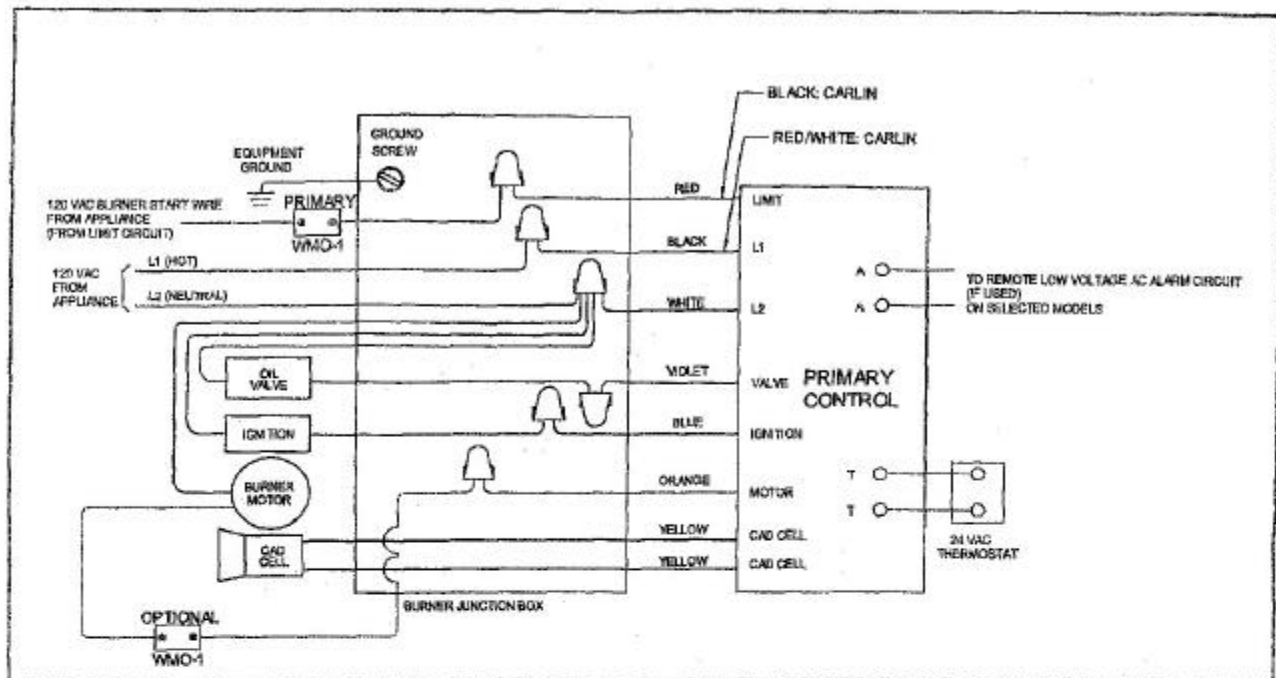 BLACK: CARLIN
RED/WHITE: CARLIN
GROUND
SCREW
EQUIPMENT
GROUND
PRIMARY
WMO-1
120 VAC BURNER START WIRE
FROM APPLIANCE
(FROM LIMIT CIRCUIT)
L1 (HOT)
120 VAC
FROM
APPLIANCE
L2 (NEUTRAL)
RED
LIMIT
BLACK
L1
WHITE
L2
A
A
TO REMOTE LOW VOLTAGE AC ALARM CIRCUIT
(IF USED)
ON SELECTED MODELS
OIL
VALVE
VIOLET
VALVE
PRIMARY
CONTROL
IGNITION
BLUE
IGNITION
BURNER
MOTOR
ORANGE
MOTOR
T
T
24 VAC
THERMOSTAT
CAD
CELL
YELLOW
CAD CELL
YELLOW
CAD CELL
BURNER JUNCTION BOX
OPTIONAL
WMO-1